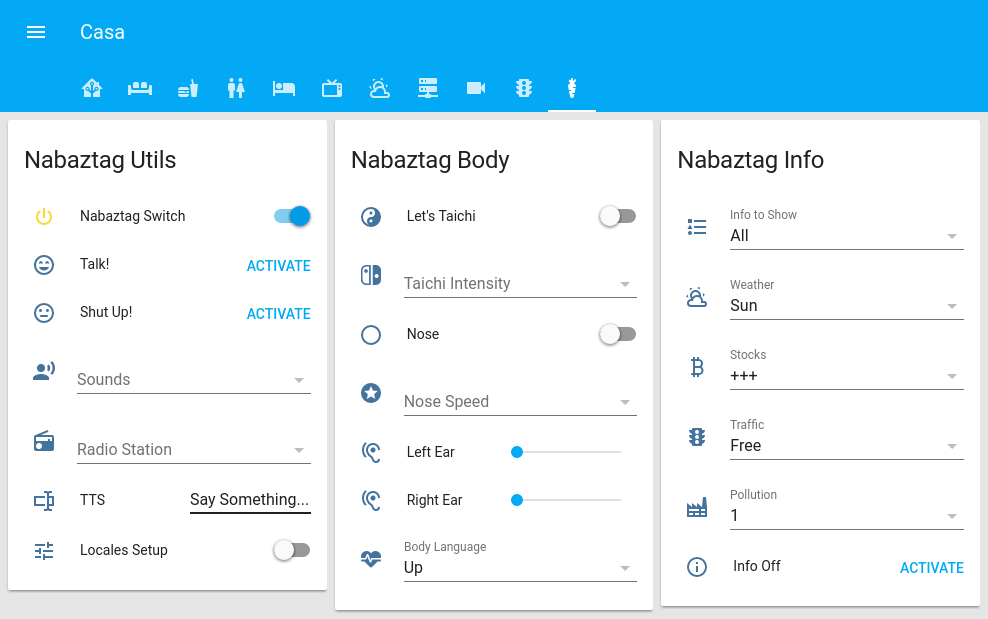 Casa
Nabaztag Utils
Nabaztag Switch
Talk! ACTIVATE
Shut Up! ACTIVATE
Sounds
Radio Station
TTS Say Something...
Locales Setup
Nabaztag Body
Let's Taichi
Taichi Intensity
Nose
Nose Speed
Left Ear
Right Ear
Body Language
Up
Nabaztag Info
Info to Show
All
Weather
Sun
Stocks
+++
Traffic
Free
Pollution
1
Info Off ACTIVATE